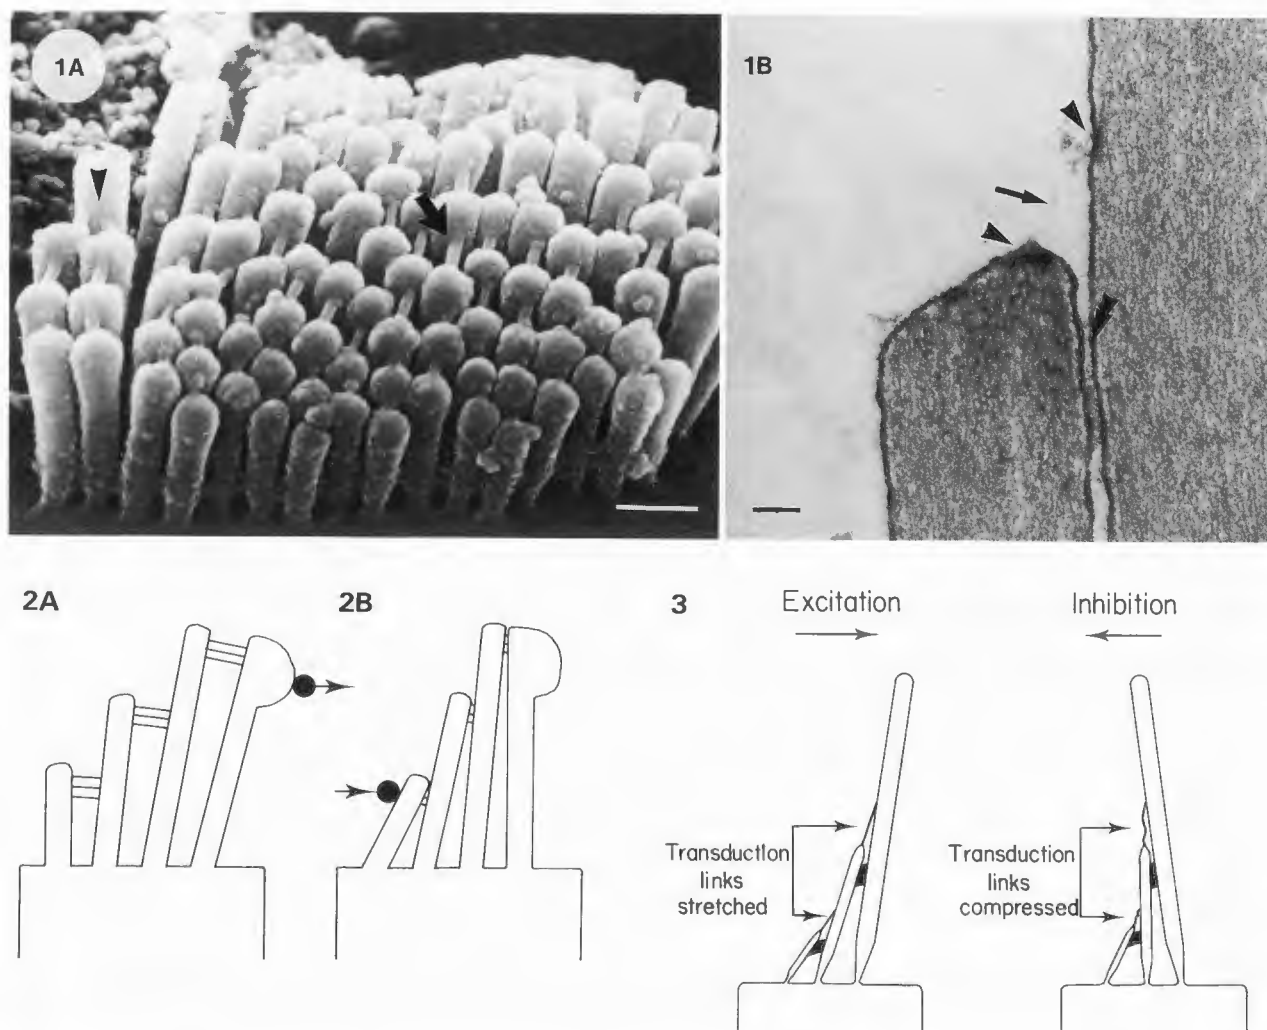 1A
1B
2A
2B
3
Excitation
Inhibition
Transduction
links
stretched
Transduction
links
compressed